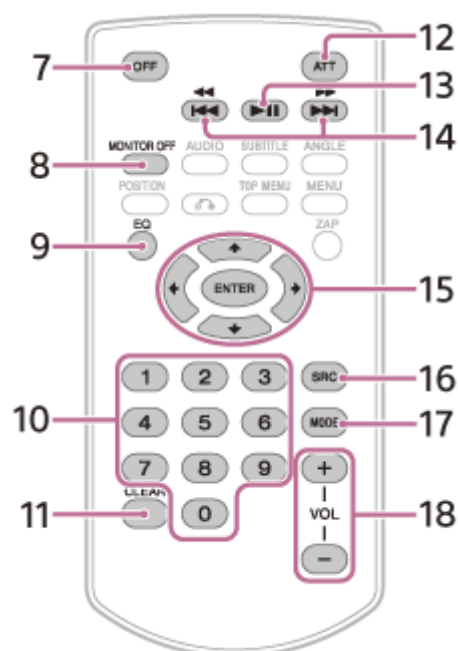 12
7 OFF ATT
13
14
MONITOR OFF AUDIO SUBTITLE ANGLE
8
POSITION TOP MENU MENU
EQ ZAP
9
ENTER 15
1 2 3 SRC 16
10 4 5 6 MODE 17
7 8 9 +
CLEAR
11 0 VOL 18
−